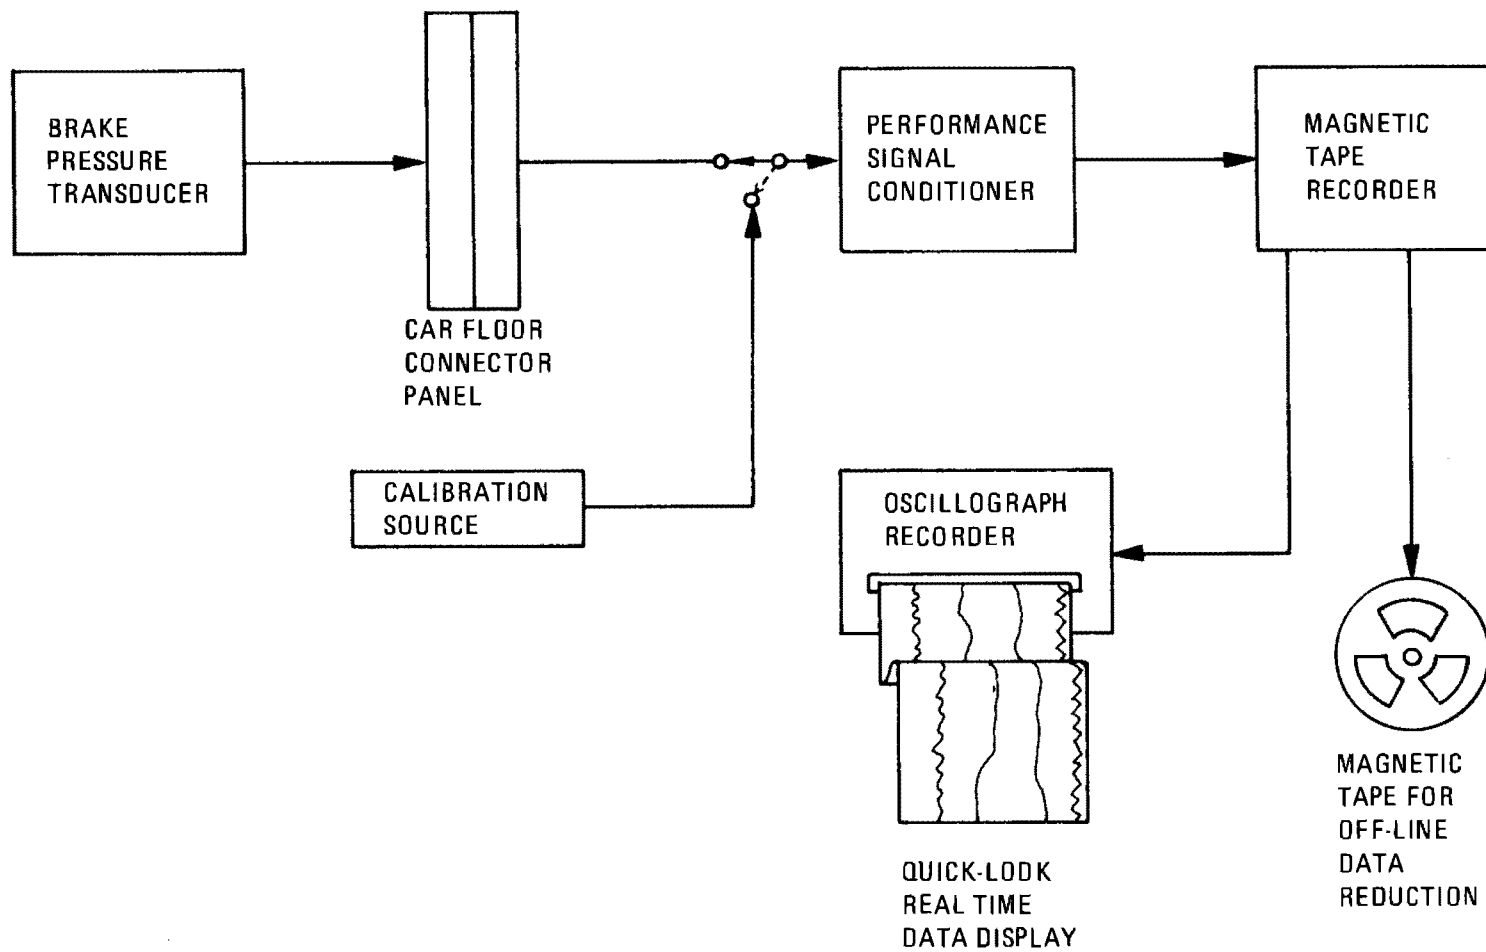 BRAKE
PRESSURE
TRANSDUCER
CAR FLOOR
CONNECTOR
PANEL
PERFORMANCE
SIGNAL
CONDITIONER
MAGNETIC
TAPE
RECORDER
CALIBRATION
SOURCE
OSCILLOGRAPH
RECORDER
QUICK-LOOK
REAL TIME
DATA DISPLAY
MAGNETIC
TAPE FOR
OFF-LINE
DATA
REDUCTION